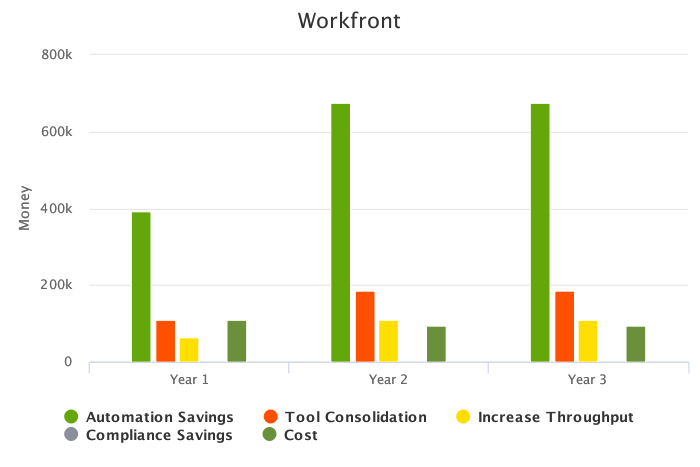 Workfront
800k
600k
400k
200k
0
Money
Year 1 Year 2 Year 3
Automation Savings Tool Consolidation Increase Throughput
Compliance Savings Cost